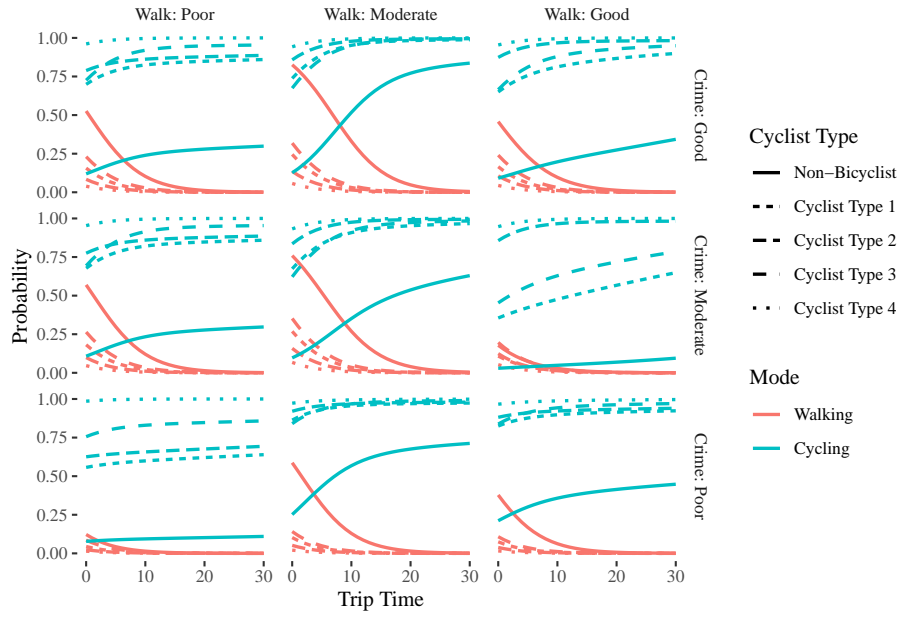 Walk: Poor Walk: Moderate Walk: Good
1.00
0.75
0.50
0.25
0.00
Crime: Good
1.00
0.75
0.50
0.25
0.00
Crime: Moderate
1.00
0.75
0.50
0.25
0.00
Crime: Poor
0 10 20 30 0 10 20 30 0 10 20 30
Trip Time
Probability
Cyclist Type
Non−Bicyclist
Cyclist Type 1
Cyclist Type 2
Cyclist Type 3
Cyclist Type 4
Mode
Walking
Cycling